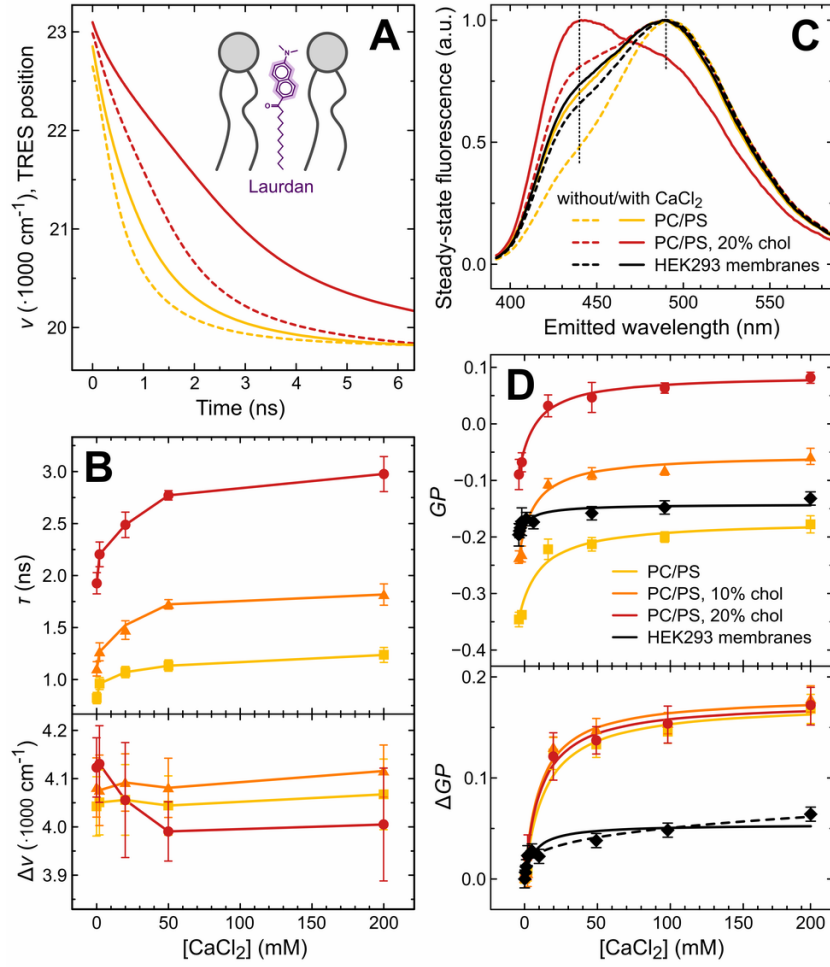 A
ν (·1000 cm⁻¹), TRES position
23
22
21
20
0 1 2 3 4 5 6
Time (ns)
N
O
Laurdan
C
Steady-state fluorescence (a.u.)
1.0
0.5
0.0
without/with CaCl₂
PC/PS
PC/PS, 20% chol
HEK293 membranes
400 450 500 550
Emitted wavelength (nm)
B
τ (ns)
3.0
2.5
2.0
1.5
1.0
Δν (·1000 cm⁻¹)
4.2
4.1
4.0
3.9
0 50 100 150 200
[CaCl₂] (mM)
D
GP
0.1
0.0
−0.1
−0.2
−0.3
−0.4
PC/PS
PC/PS, 10% chol
PC/PS, 20% chol
HEK293 membranes
ΔGP
0.2
0.1
0.0
0 50 100 150 200
[CaCl₂] (mM)